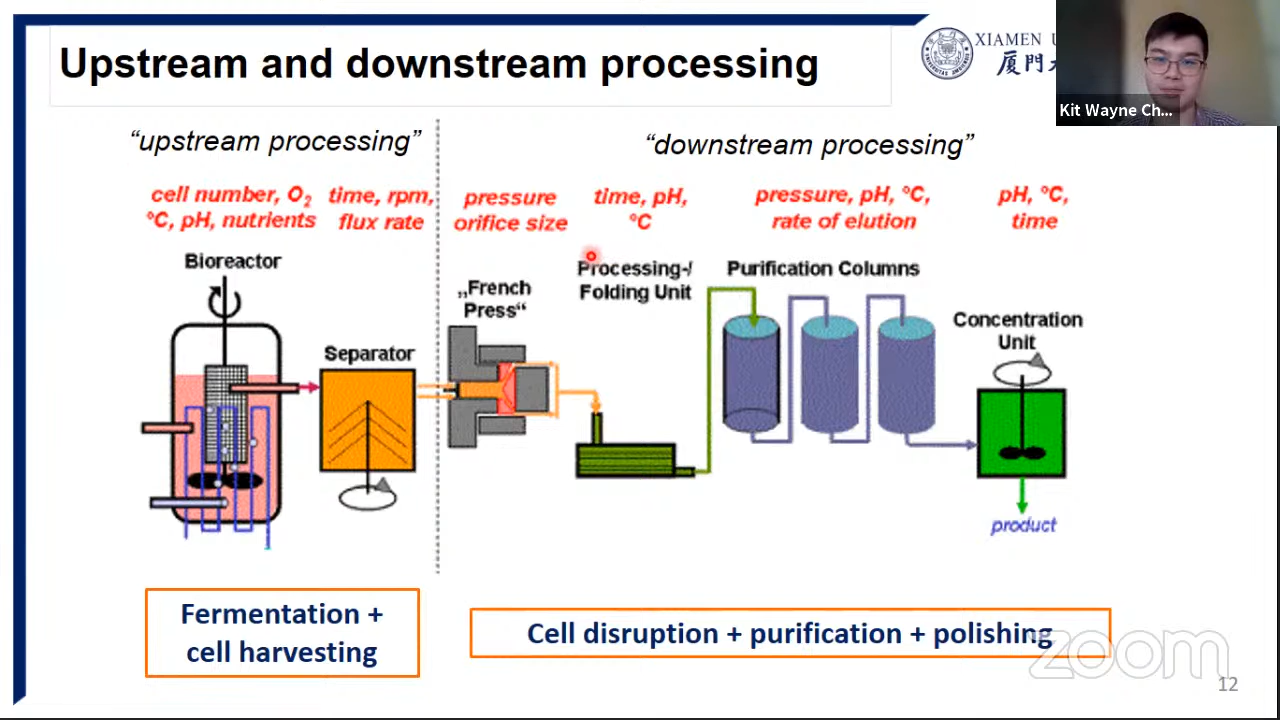 Upstream and downstream processing
XIAMEN U
厦門大
Kit Wayne Ch...
“upstream processing”
“downstream processing”
cell number, O₂
°C, pH, nutrients
time, rpm,
flux rate
pressure
orifice size
time, pH,
°C
pressure, pH, °C,
rate of elution
pH, °C,
time
Bioreactor
Separator
„French
Press“
Processing-/
Folding Unit
Purification Columns
Concentration
Unit
product
Fermentation +
cell harvesting
Cell disruption + purification + polishing
zoom
12